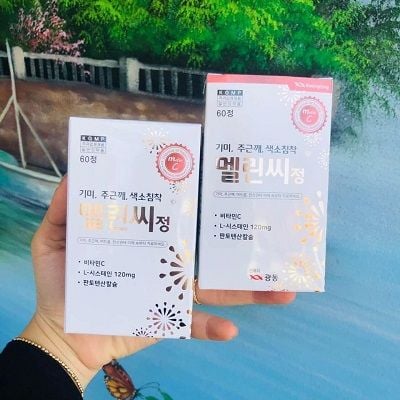 KGMP
60정
기미, 주근깨, 색소침착
멜린씨정
• 비타민C
• L-시스테인 120mg
• 판토텐산칼슘
KGMP
Kwangdong
60정
기미, 주근깨, 색소침착
멜린씨정
• 비타민C
• L-시스테인 120mg
• 판토텐산칼슘
광동